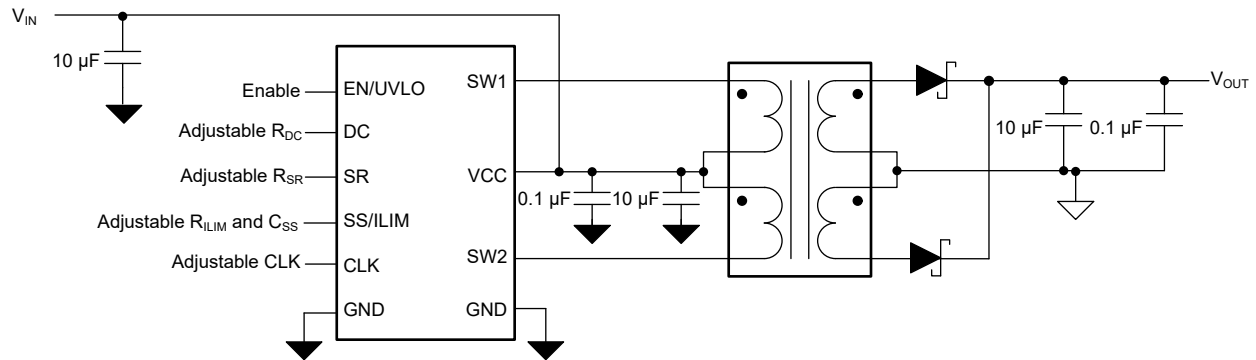 V_IN
10 µF
Enable
EN/UVLO
SW1
Adjustable R_DC
DC
Adjustable R_SR
SR
VCC
0.1 µF
10 µF
Adjustable R_ILIM and C_SS
SS/ILIM
Adjustable CLK
CLK
SW2
GND
GND
V_OUT
10 µF
0.1 µF